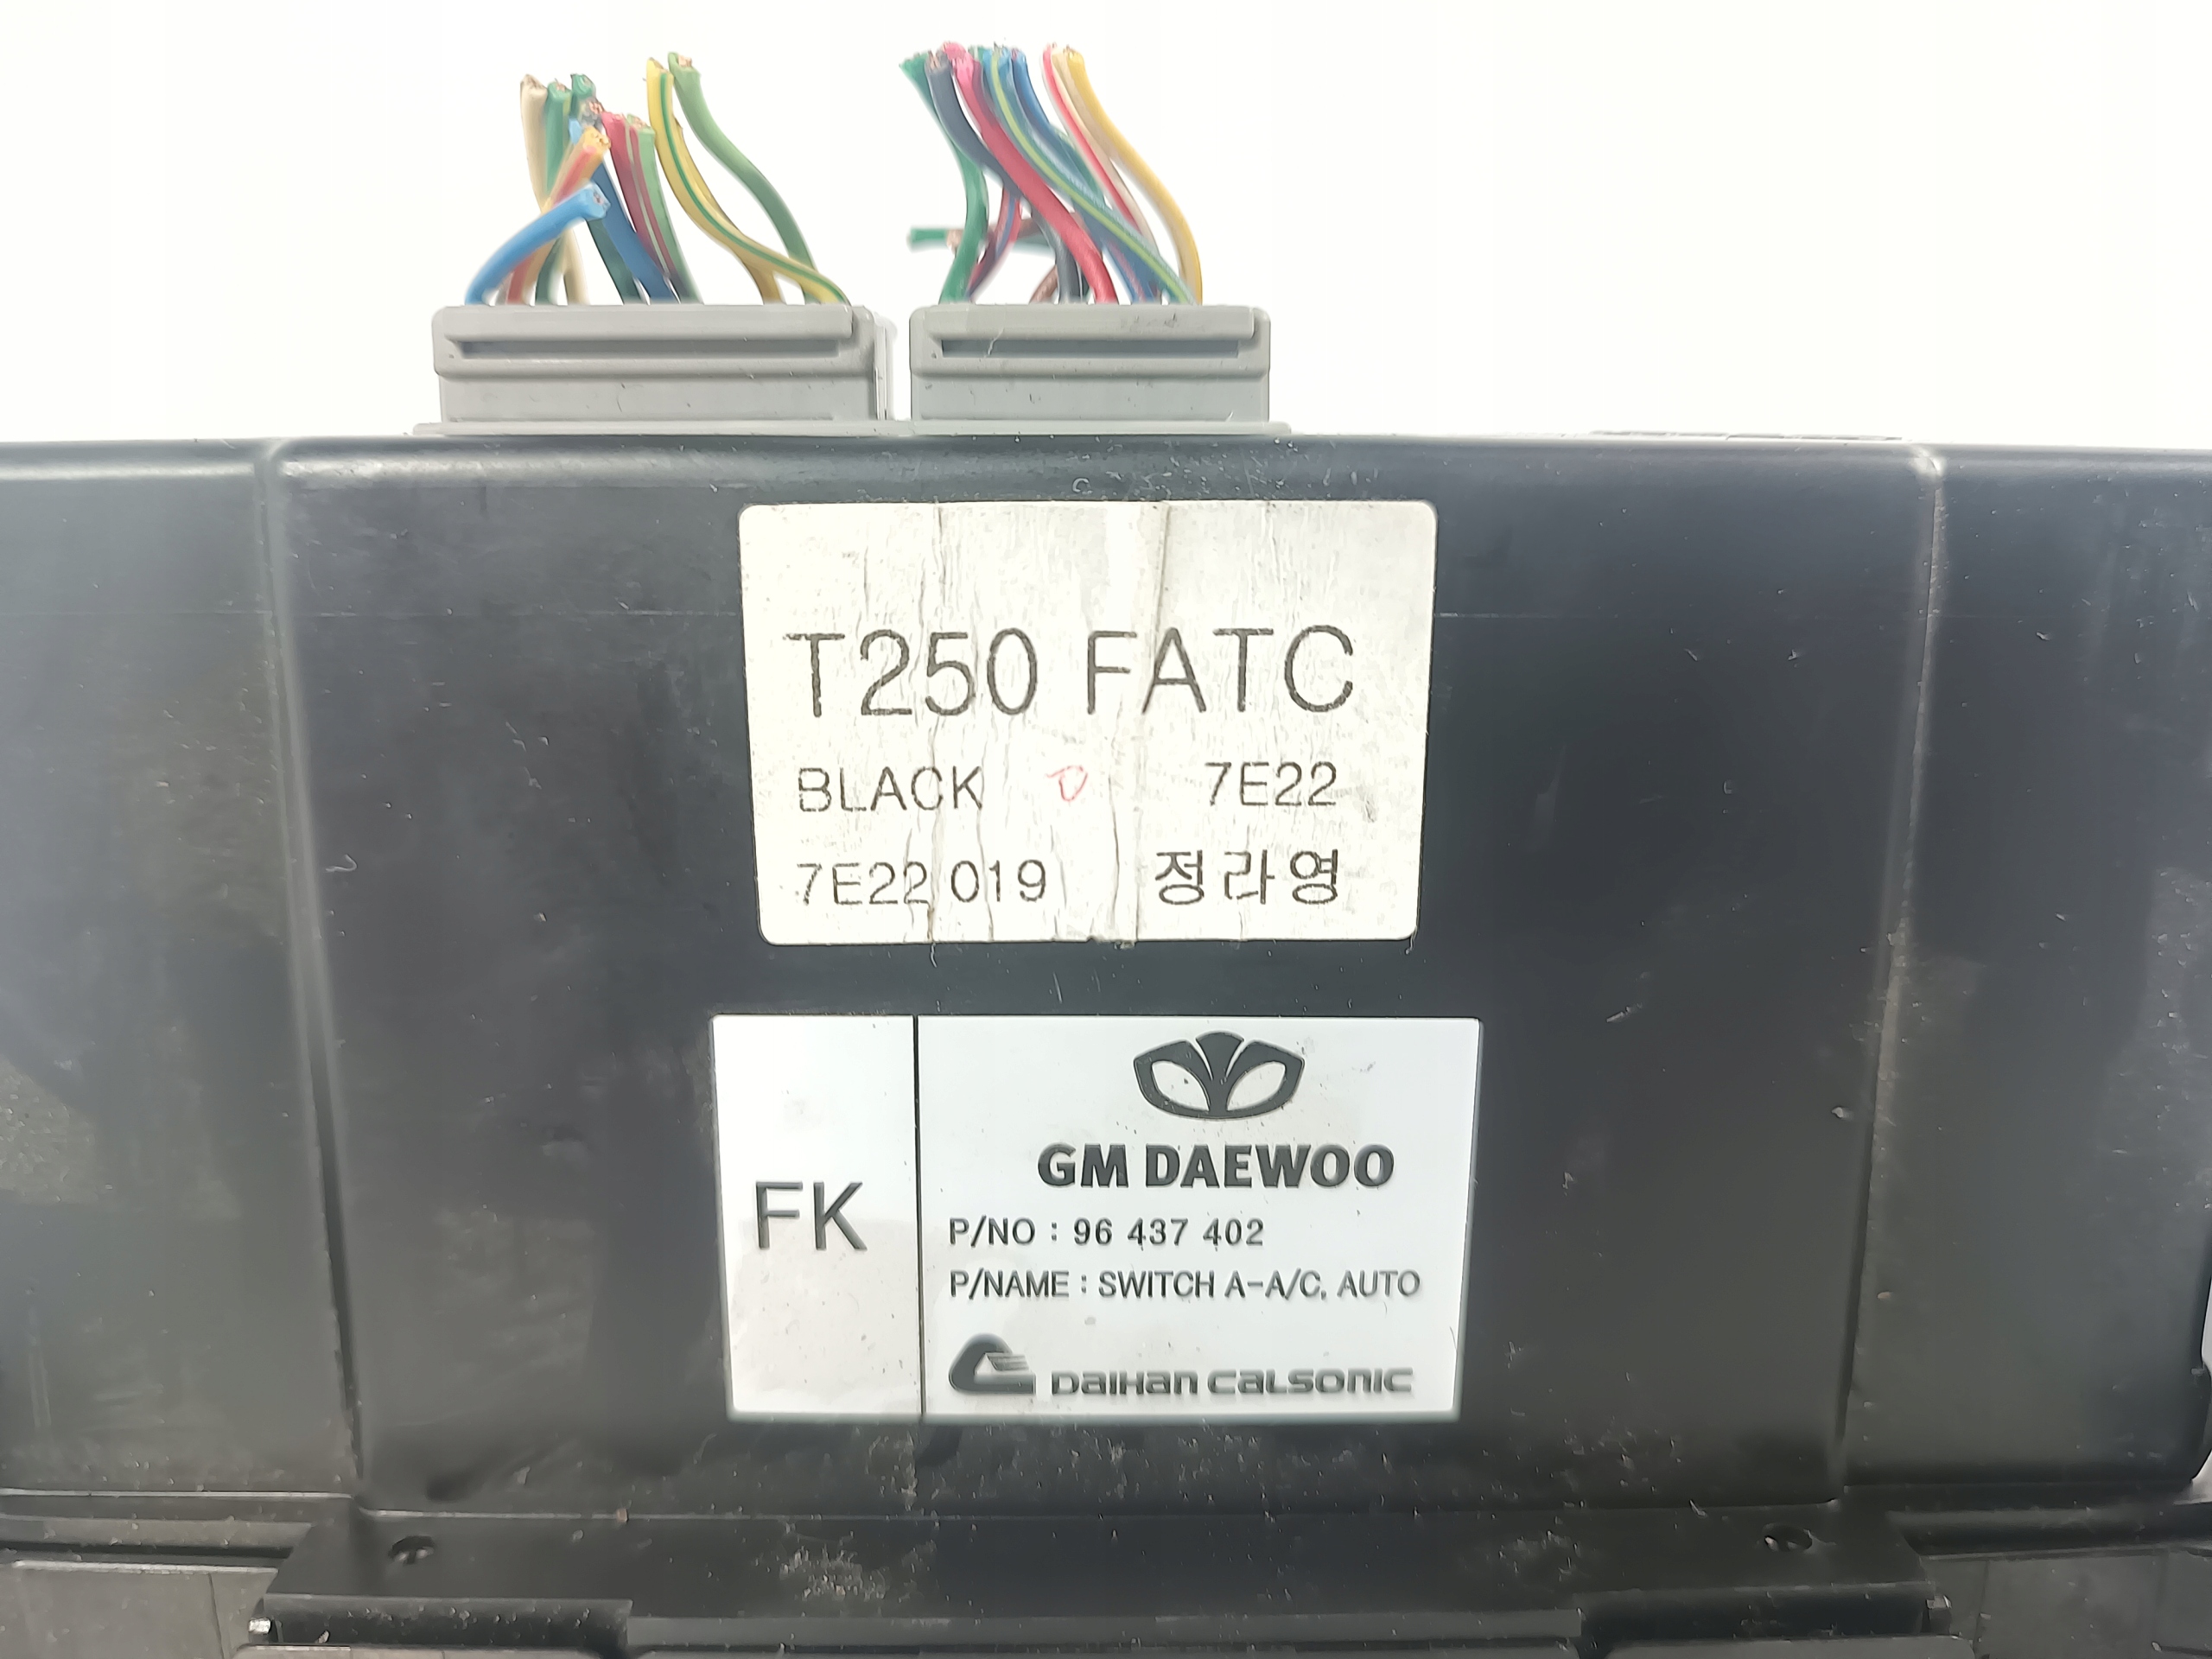 T250 FATC
BLACK 7E22
7E22 019 정라영
FK
GM DAEWOO
P/NO : 96 437 402
P/NAME : SWITCH A-A/C, AUTO
DAIHAN CALSONIC